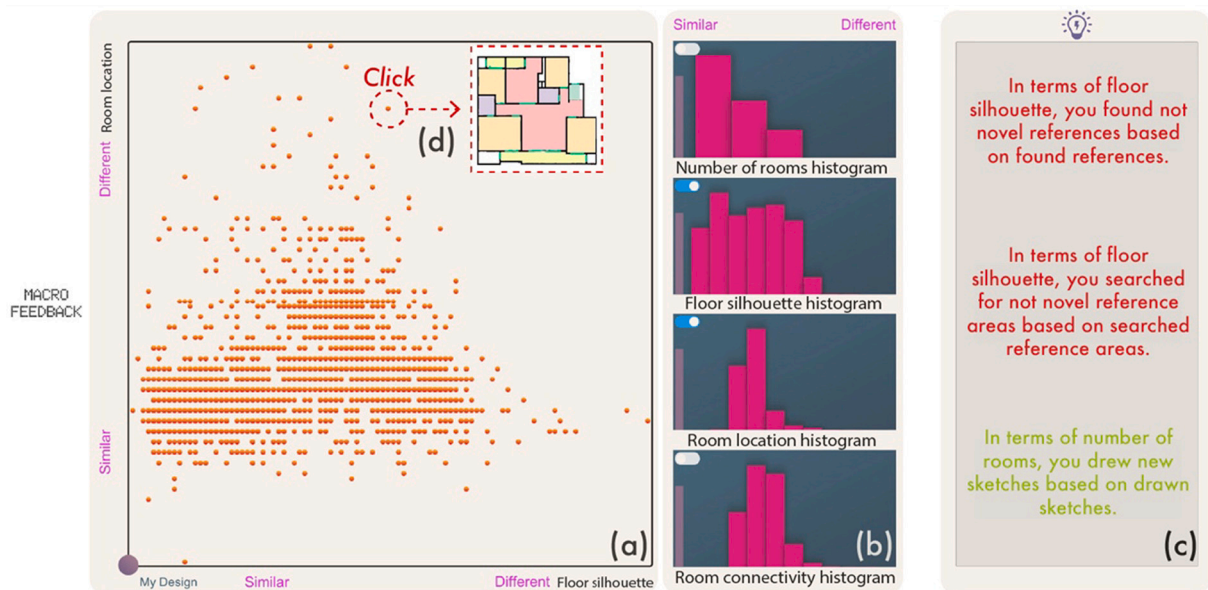 MACRO
FEEDBACK
Different Room location
Similar
Click
(d)
(a)
My Design
Similar
Different Floor silhouette
Similar
Different
Number of rooms histogram
Floor silhouette histogram
Room location histogram
(b)
Room connectivity histogram
In terms of floor
silhouette, you found not
novel references based
on found references.
In terms of floor
silhouette, you searched
for not novel reference
areas based on searched
reference areas.
In terms of number of
rooms, you drew new
sketches based on drawn
sketches.
(c)